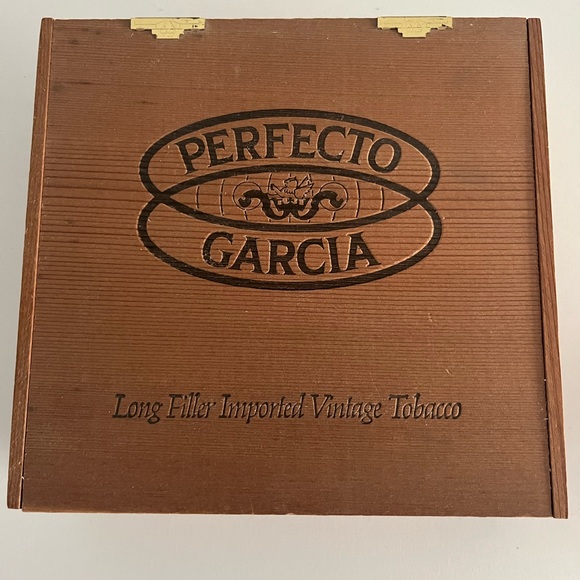 PERFECTO
GARCIA
Long Filler Imported Vintage Tobacco